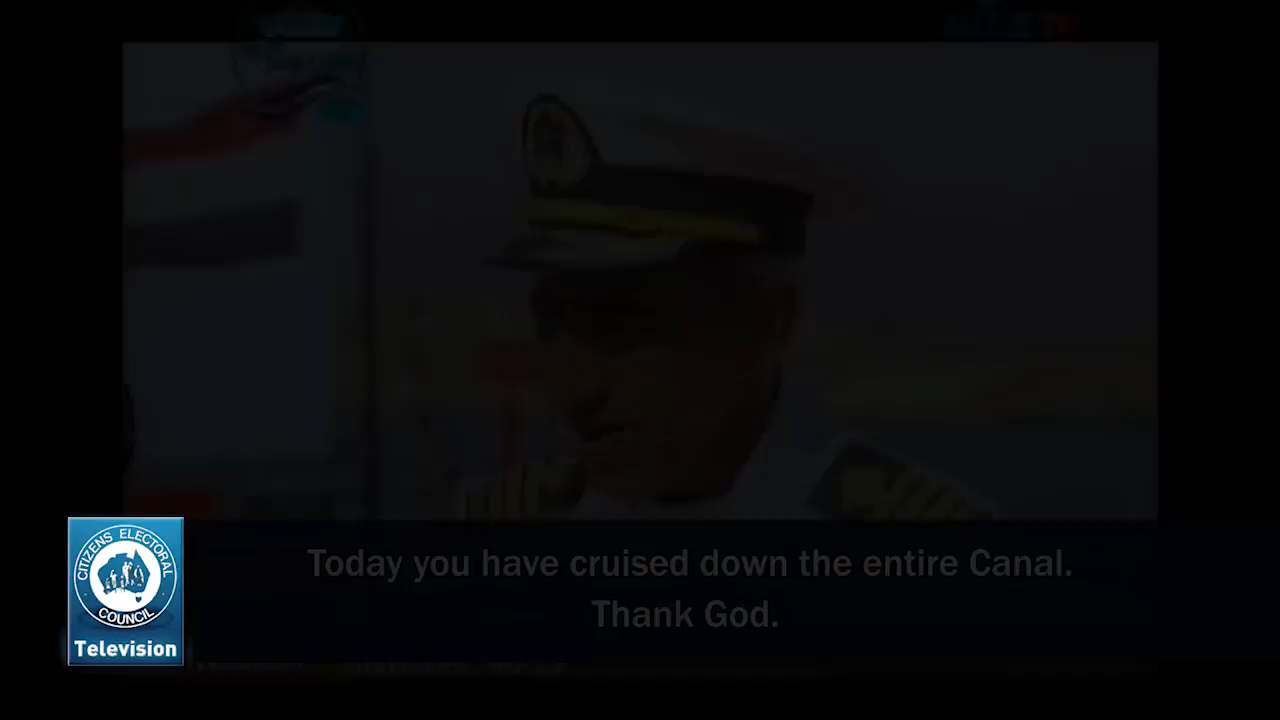 Today you have cruised down the entire Canal.
Thank God.
CITIZENS ELECTORAL
COUNCIL
Television